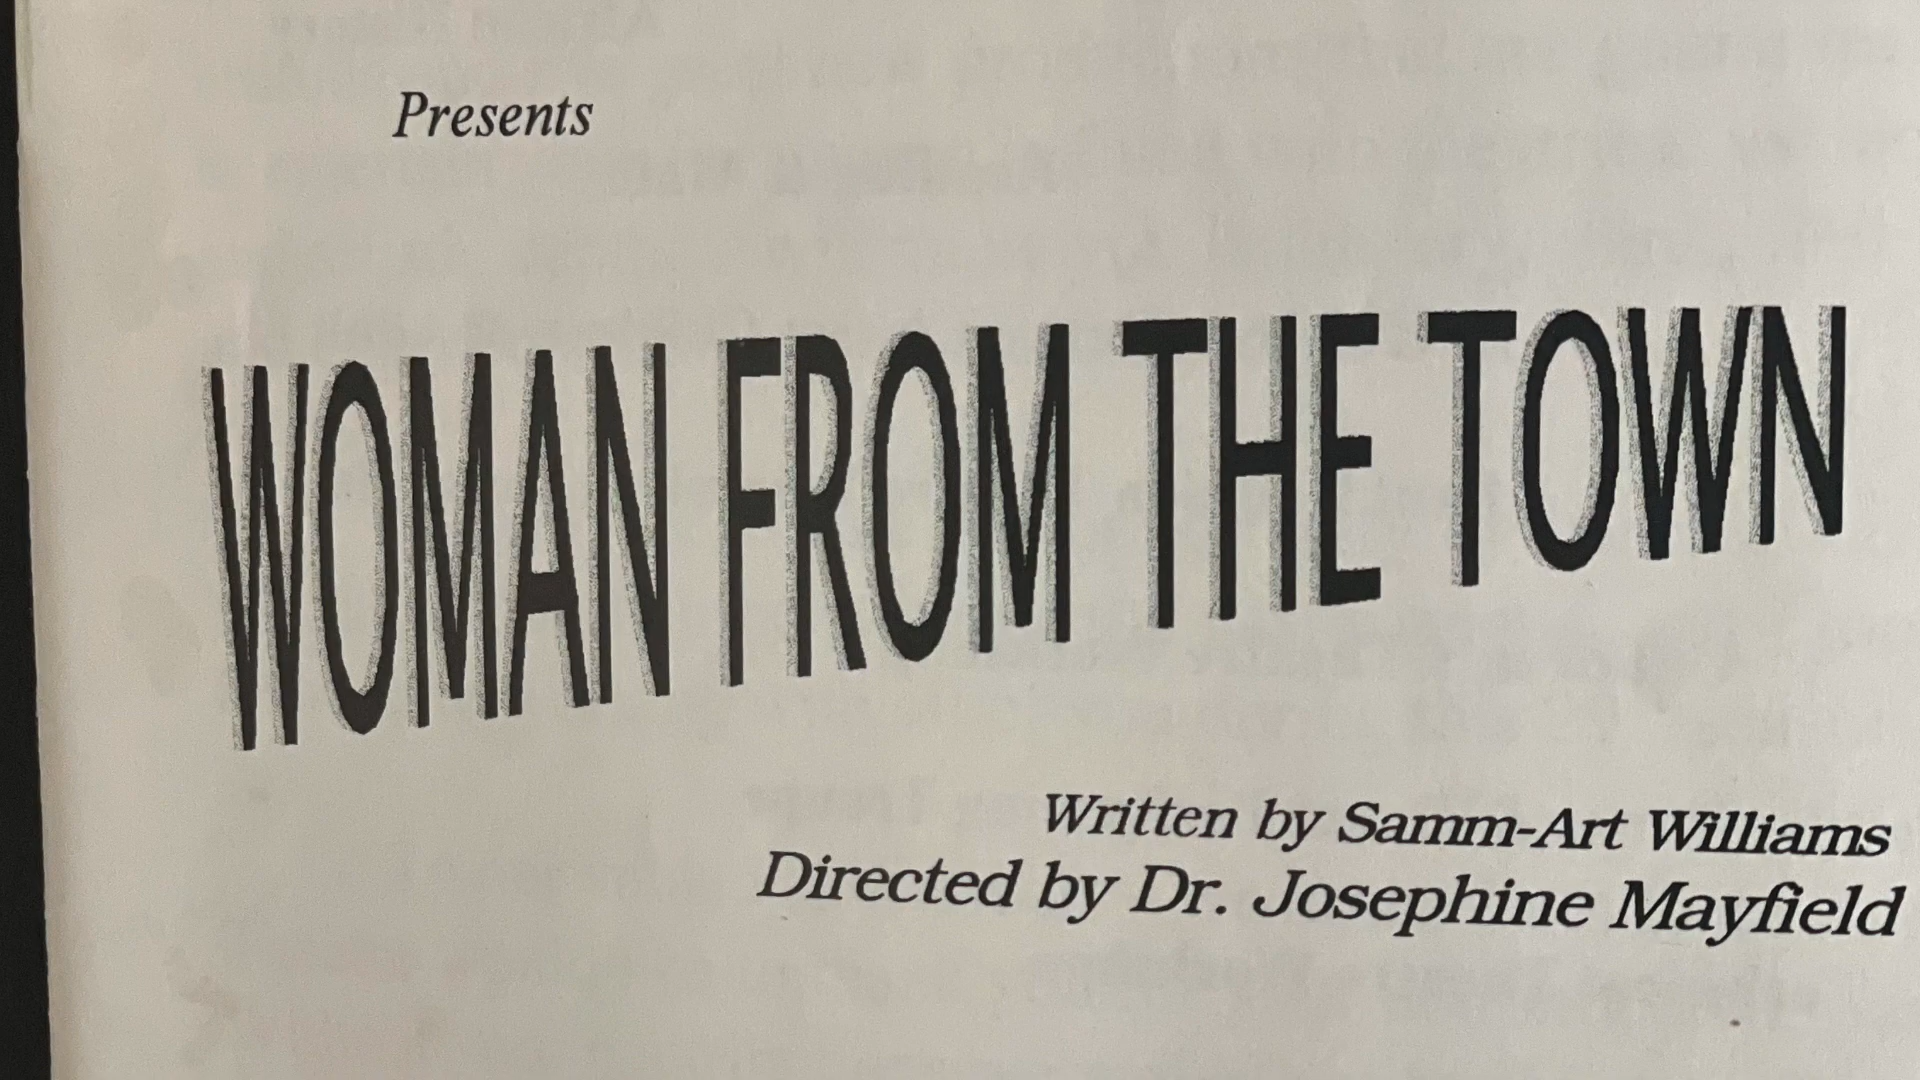 Presents
WOMAN FROM THE TOWN
Written by Samm-Art Williams
Directed by Dr. Josephine Mayfield